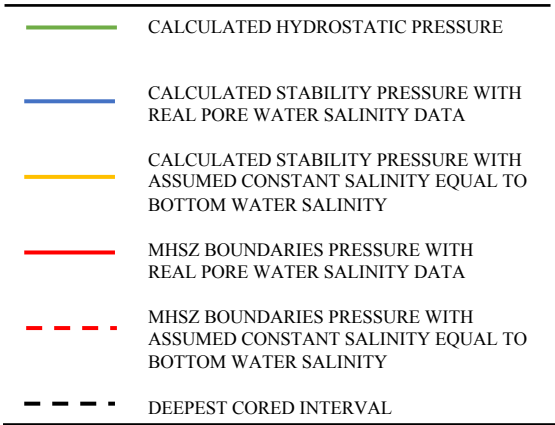 CALCULATED HYDROSTATIC PRESSURE
CALCULATED STABILITY PRESSURE WITH
REAL PORE WATER SALINITY DATA
CALCULATED STABILITY PRESSURE WITH
ASSUMED CONSTANT SALINITY EQUAL TO
BOTTOM WATER SALINITY
MHSZ BOUNDARIES PRESSURE WITH
REAL PORE WATER SALINITY DATA
MHSZ BOUNDARIES PRESSURE WITH
ASSUMED CONSTANT SALINITY EQUAL TO
BOTTOM WATER SALINITY
DEEPEST CORED INTERVAL